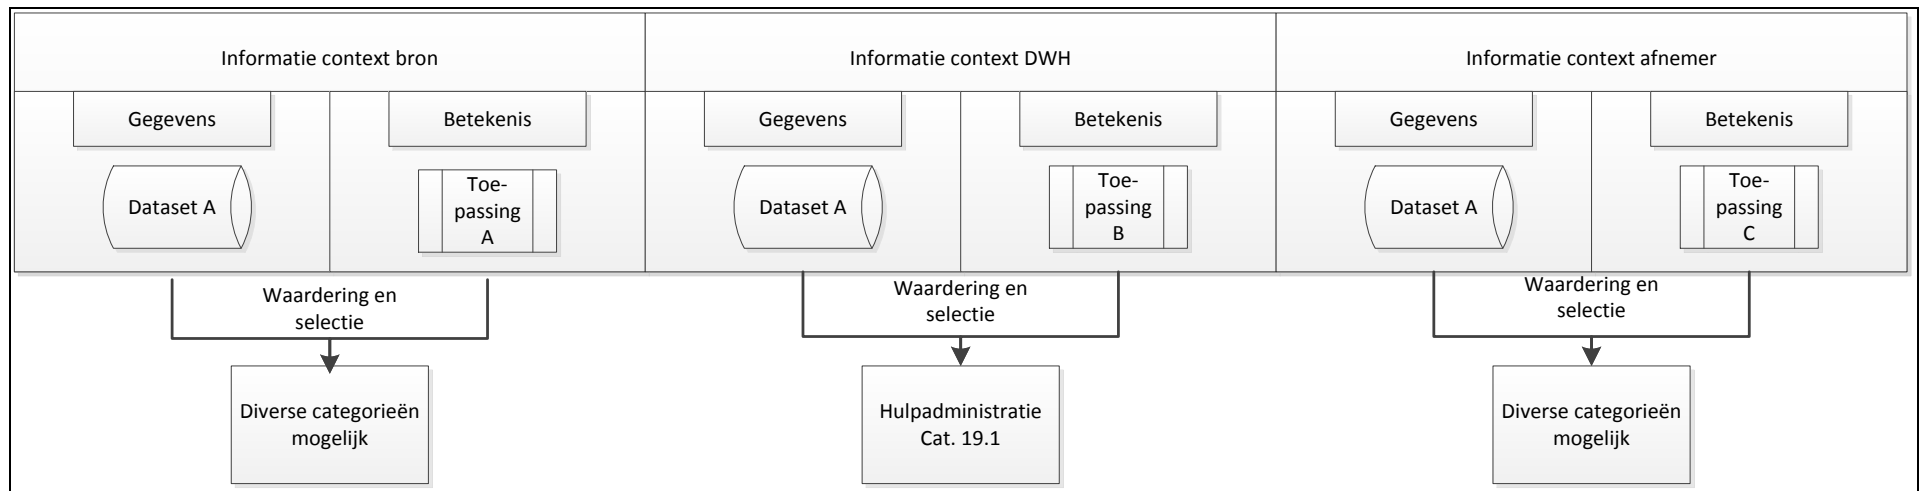 Informatie context bron
Informatie context DWH
Informatie context afnemer
Gegevens
Betekenis
Gegevens
Betekenis
Gegevens
Betekenis
Dataset A
Toe-
passing
A
Dataset A
Toe-
passing
B
Dataset A
Toe-
passing
C
Waardering en
selectie
Waardering en
selectie
Waardering en
selectie
Diverse categorieën
mogelijk
Hulpadministratie
Cat. 19.1
Diverse categorieën
mogelijk